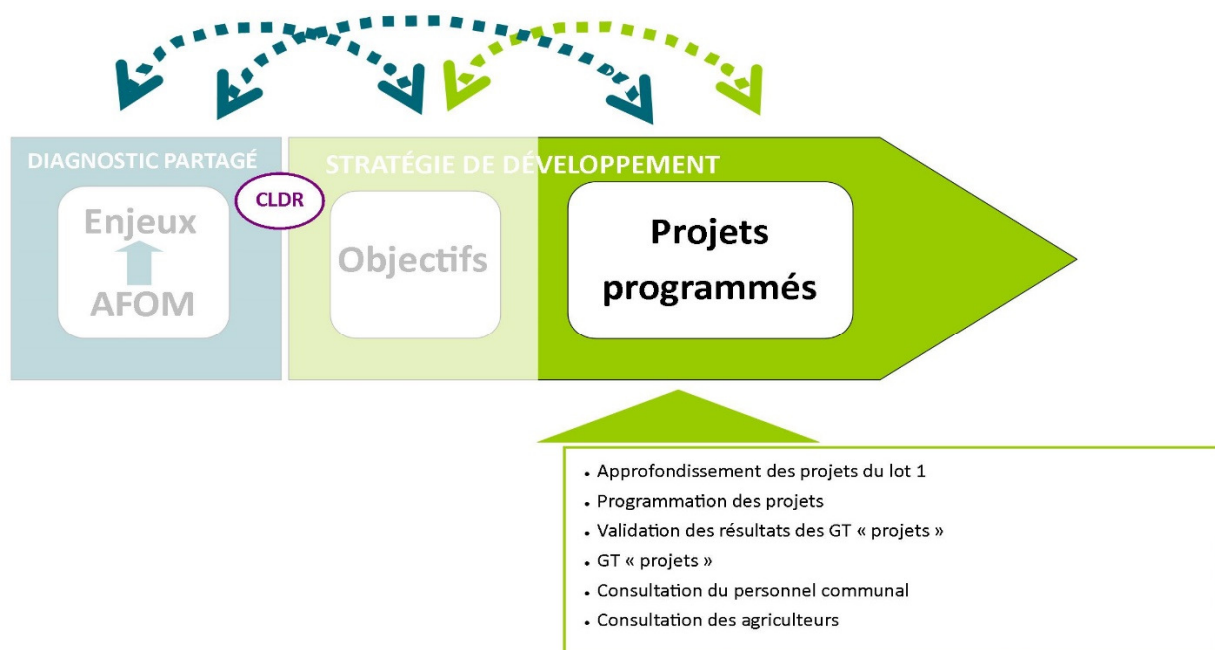 DIAGNOSTIC PARTAGÉ
STRATÉGIE DE DÉVELOPPEMENT
CLDR
Enjeux
AFOM
Objectifs
Projets
programmés
• Approfondissement des projets du lot 1
• Programmation des projets
• Validation des résultats des GT « projets »
• GT « projets »
• Consultation du personnel communal
• Consultation des agriculteurs